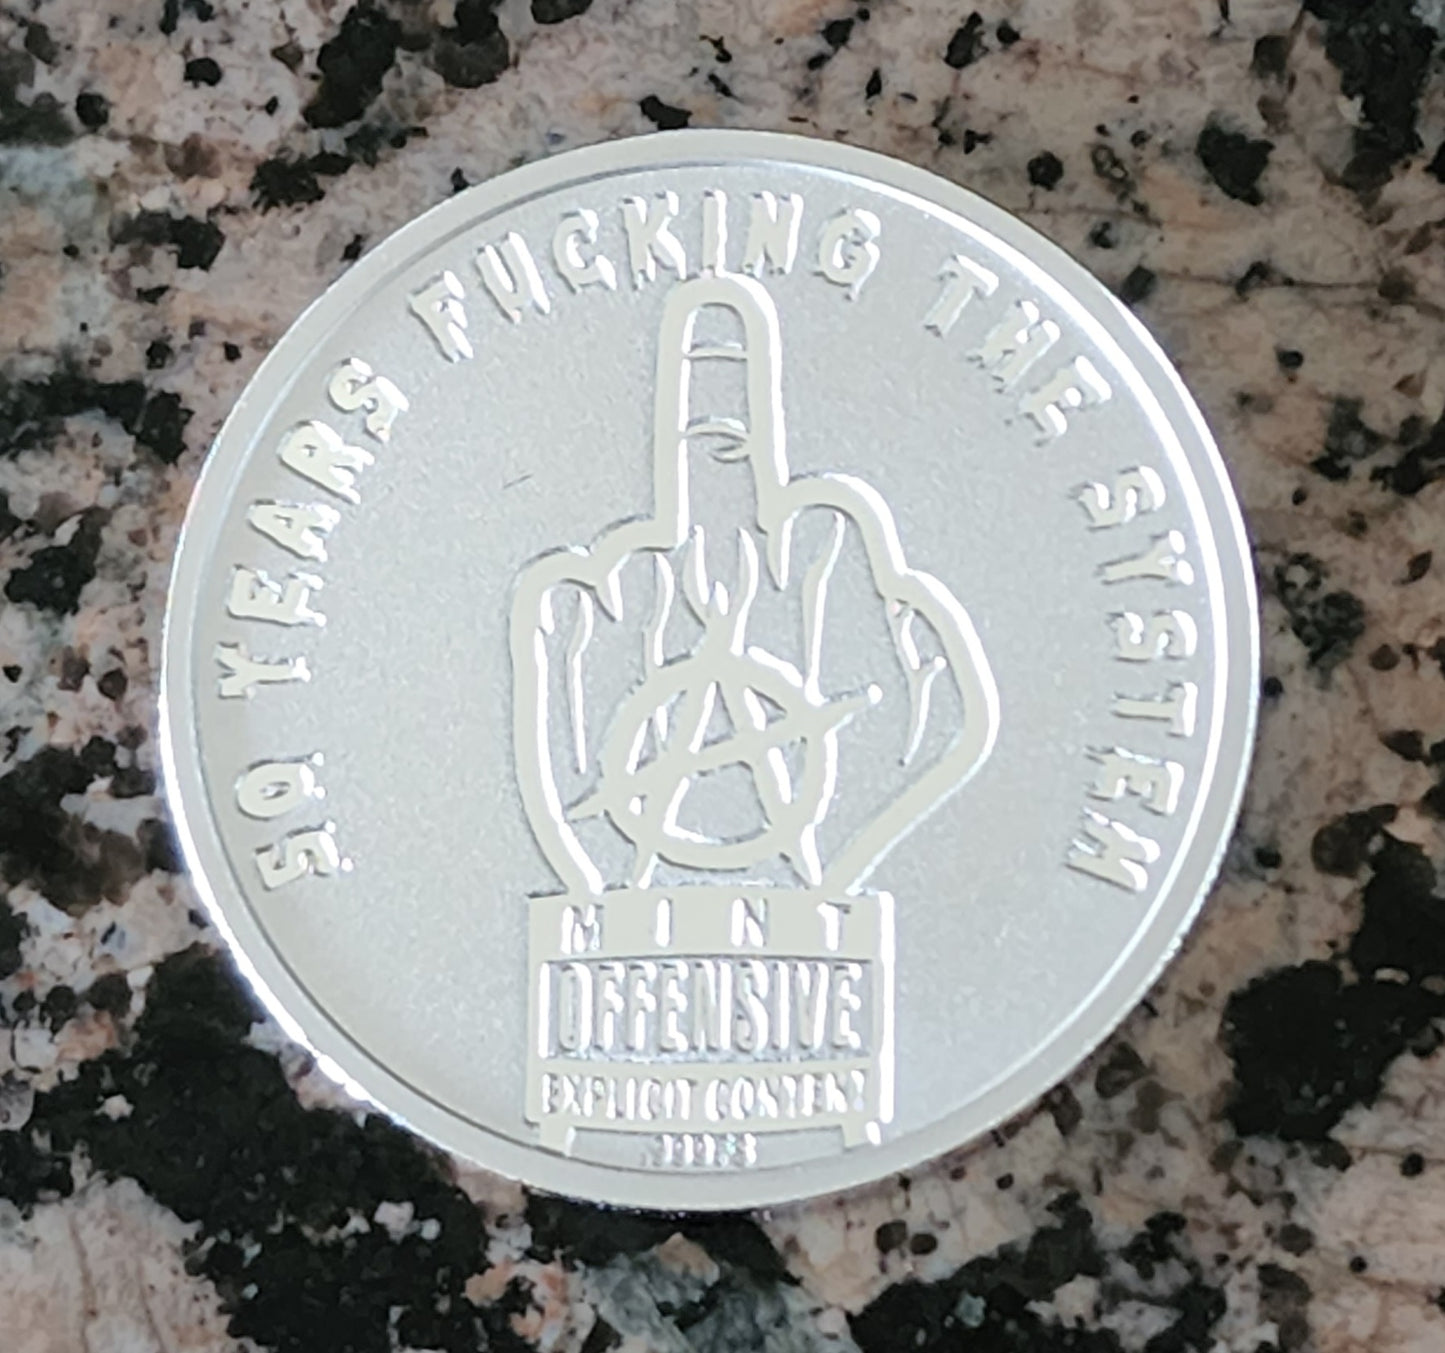 50 YEARS FUCKING THE SYSTEM
MINT
OFFENSIVE
EXPLICIT CONTENT